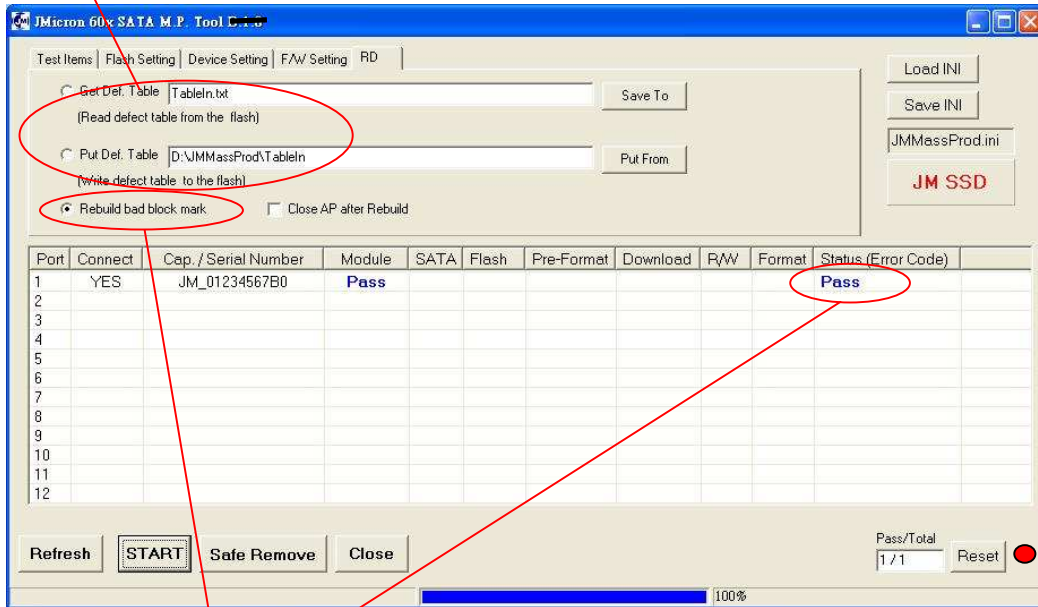 JMicron 60x SATA M.P. Tool
Test Items Flash Setting Device Setting F/W Setting RD
Load INI
Get Def. Table TableIn.txt Save To
(Read defect table from the flash)
Save INI
JMMassProd.ini
Put Def. Table D:\JMMassProd\TableIn Put From
(Write defect table to the flash)
JM SSD
Rebuild bad block mark Close AP after Rebuild
Port Connect Cap. / Serial Number Module SATA Flash Pre-Format Download R/W Format Status (Error Code)
1 YES JM_01234567B0 Pass Pass
2
3
4
5
6
7
8
9
10
11
12
Refresh START Safe Remove Close
Pass/Total
1 / 1 Reset
100%